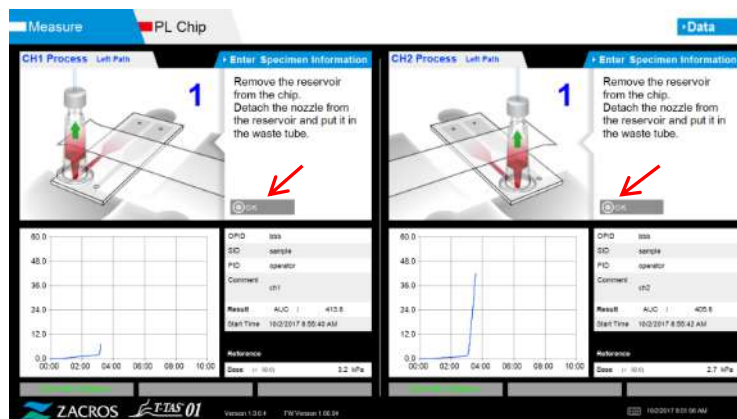 Measure
PL Chip
Data
CH1 Process Left Path
Enter Specimen Information
1
Remove the reservoir
from the chip.
Detach the nozzle from
the reservoir and put it in
the waste tube.
OK
60.0
48.0
36.0
24.0
12.0
0.0
00:00 02:00 04:00 06:00 08:00 10:00
OPID bss
SID sample
PID operator
Comment
ch1
Result AUC : 413.8
Start Time 10/2/2017 8:55:40 AM
Reference
Base 3.2 kPa
CH2 Process Left Path
Enter Specimen Information
1
Remove the reservoir
from the chip.
Detach the nozzle from
the reservoir and put it in
the waste tube.
OK
60.0
48.0
36.0
24.0
12.0
0.0
00:00 02:00 04:00 06:00 08:00 10:00
OPID bss
SID sample
PID operator
Comment
ch2
Result AUC : 405.8
Start Time 10/2/2017 8:55:42 AM
Reference
Base 2.7 kPa
ZACROS T-TAS 01